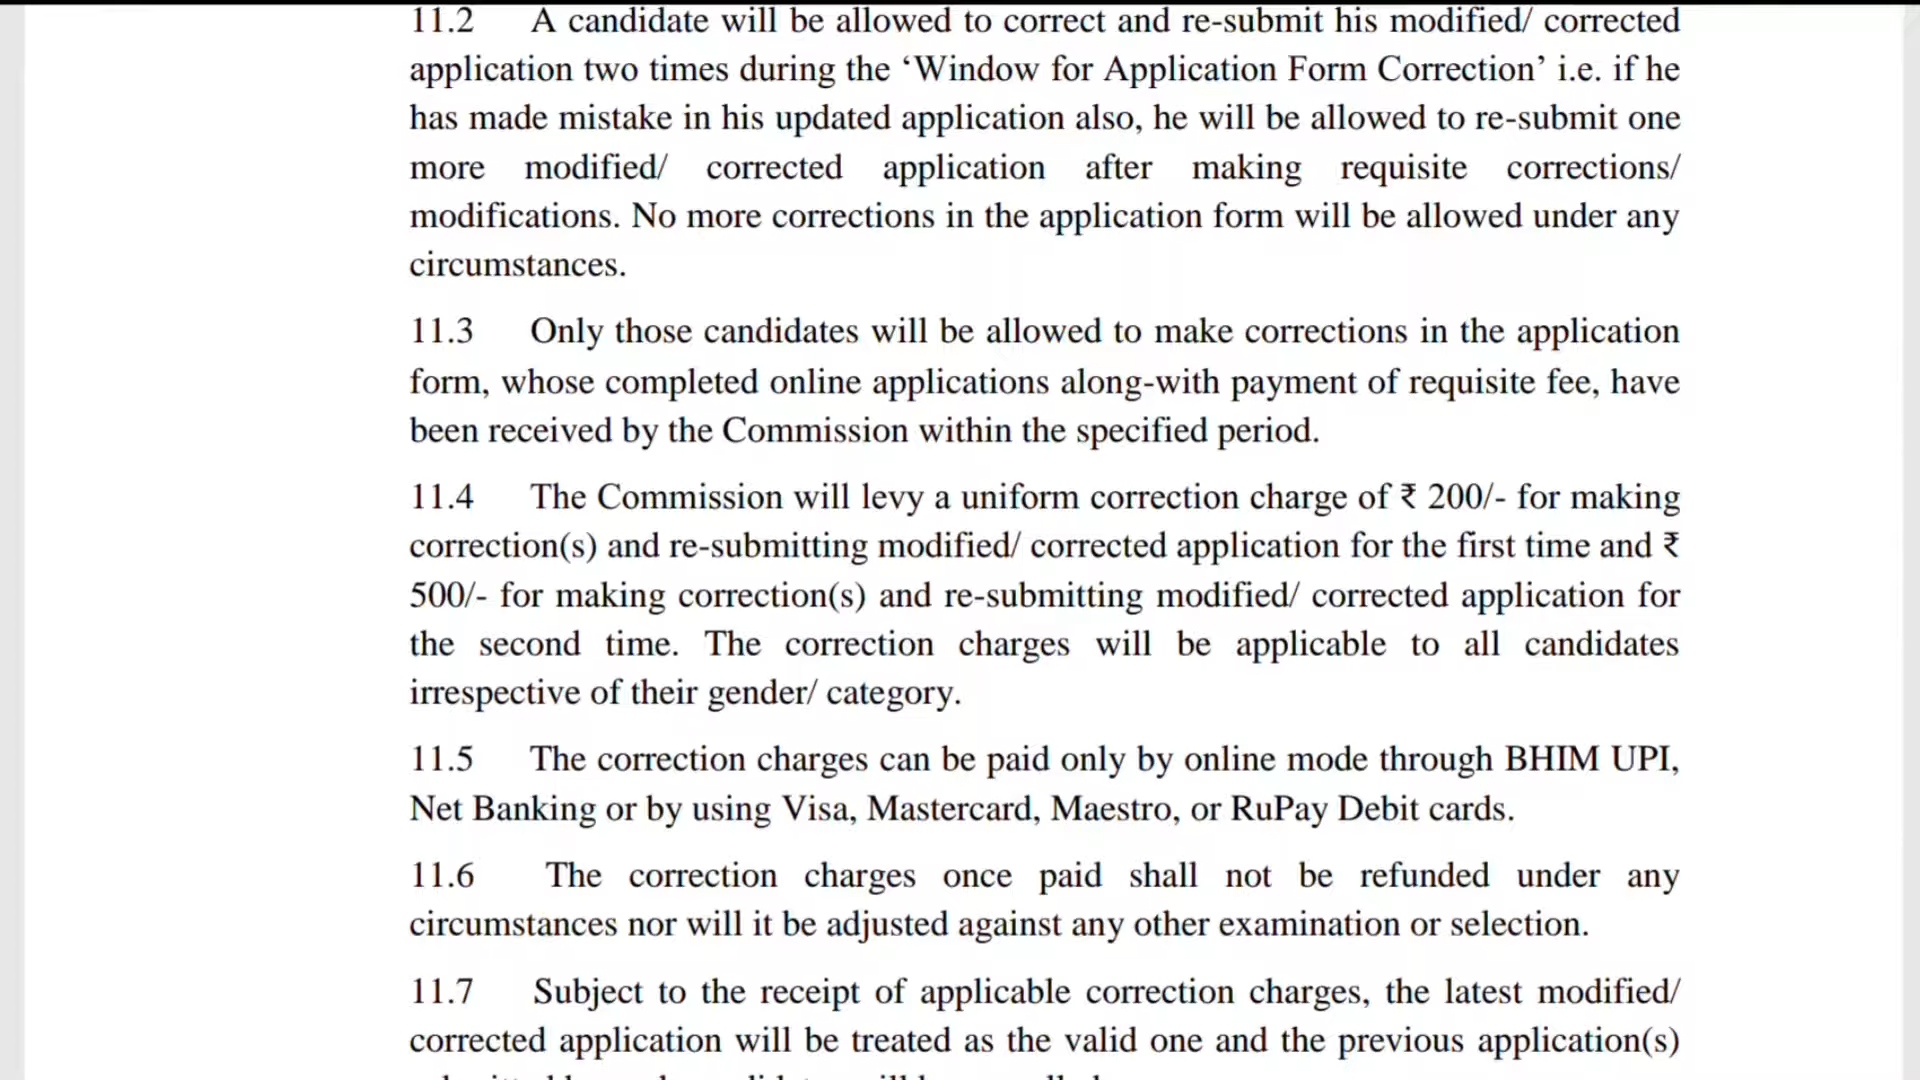 11.2 A candidate will be allowed to correct and re-submit his modified/ corrected
application two times during the ‘Window for Application Form Correction’ i.e. if he
has made mistake in his updated application also, he will be allowed to re-submit one
more modified/ corrected application after making requisite corrections/
modifications. No more corrections in the application form will be allowed under any
circumstances.
11.3 Only those candidates will be allowed to make corrections in the application
form, whose completed online applications along-with payment of requisite fee, have
been received by the Commission within the specified period.
11.4 The Commission will levy a uniform correction charge of ₹ 200/- for making
correction(s) and re-submitting modified/ corrected application for the first time and ₹
500/- for making correction(s) and re-submitting modified/ corrected application for
the second time. The correction charges will be applicable to all candidates
irrespective of their gender/ category.
11.5 The correction charges can be paid only by online mode through BHIM UPI,
Net Banking or by using Visa, Mastercard, Maestro, or RuPay Debit cards.
11.6 The correction charges once paid shall not be refunded under any
circumstances nor will it be adjusted against any other examination or selection.
11.7 Subject to the receipt of applicable correction charges, the latest modified/
corrected application will be treated as the valid one and the previous application(s)